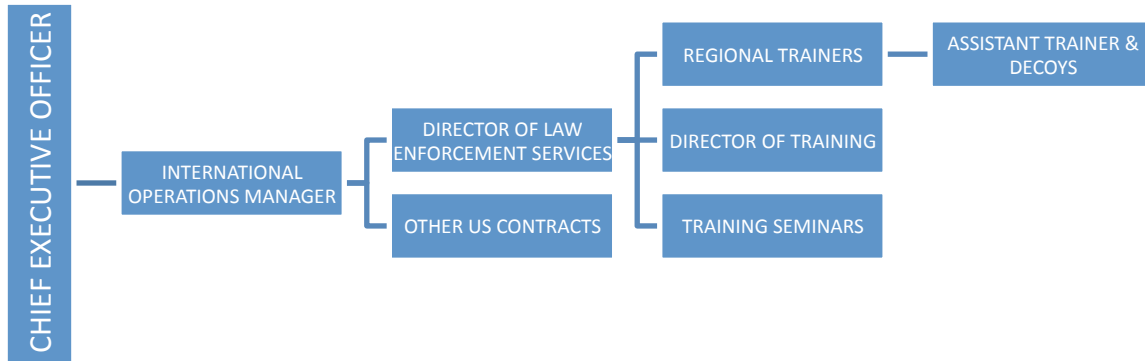 CHIEF EXECUTIVE OFFICER
INTERNATIONAL
OPERATIONS MANAGER
DIRECTOR OF LAW
ENFORCEMENT SERVICES
OTHER US CONTRACTS
REGIONAL TRAINERS
DIRECTOR OF TRAINING
TRAINING SEMINARS
ASSISTANT TRAINER &
DECOYS